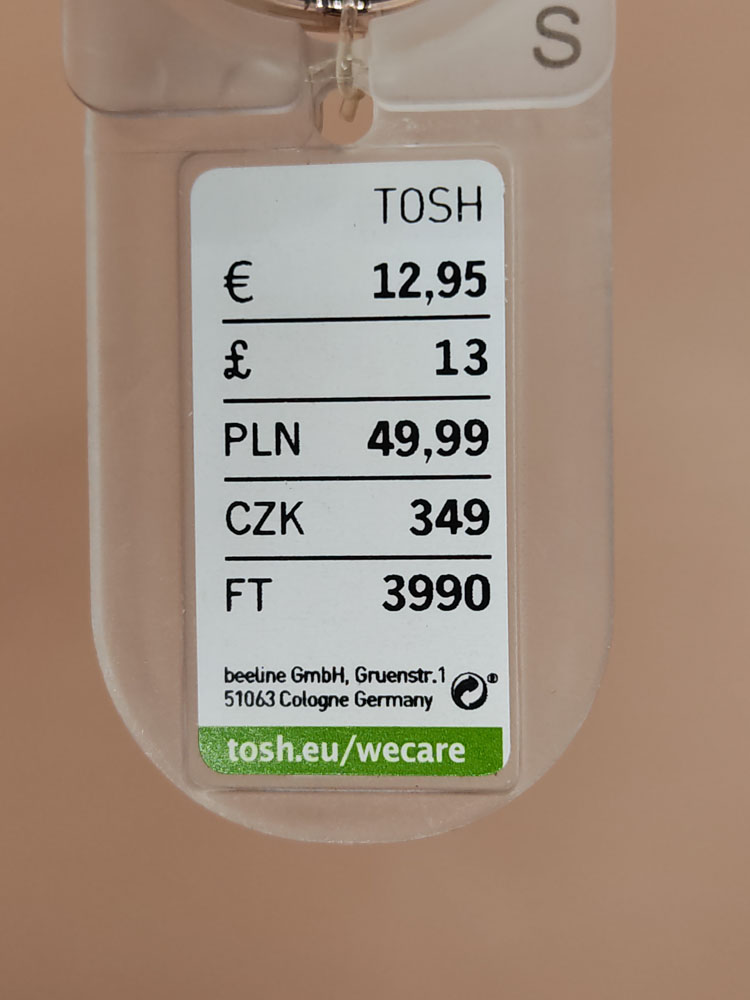 S
TOSH
€ 12,95
£ 13
PLN 49,99
CZK 349
FT 3990
beeline GmbH, Gruenstr.1
51063 Cologne Germany ®
tosh.eu/wecare